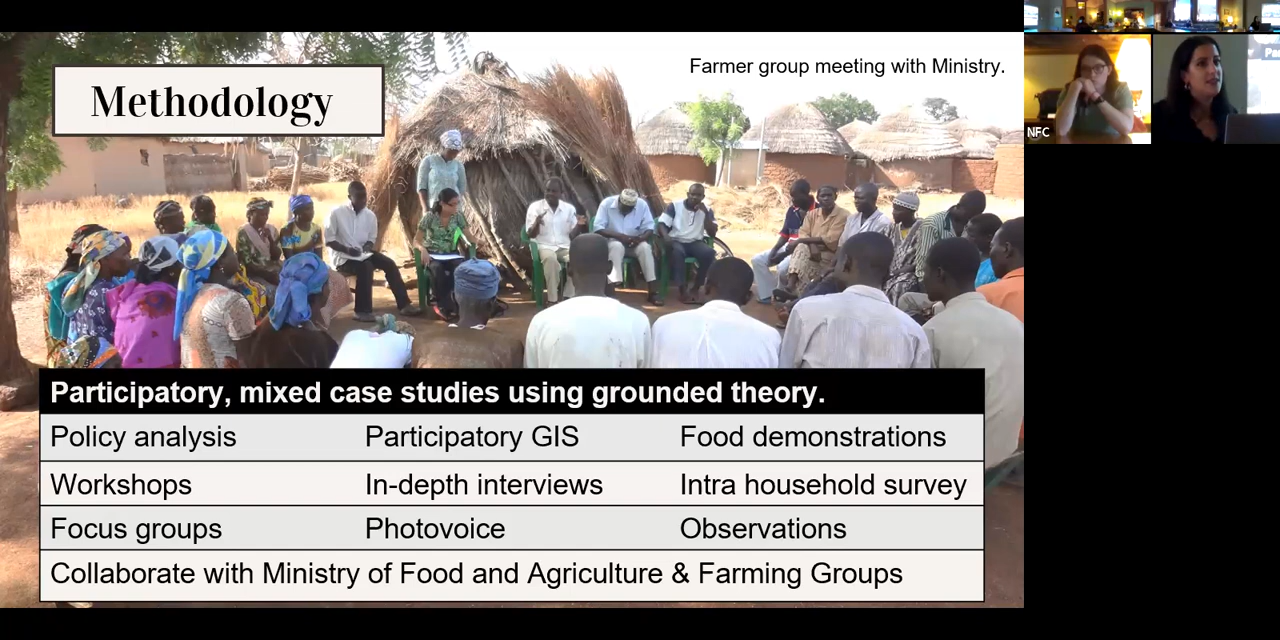 Methodology
Farmer group meeting with Ministry.
NFC
Participatory, mixed case studies using grounded theory.
Policy analysis Participatory GIS Food demonstrations
Workshops In-depth interviews Intra household survey
Focus groups Photovoice Observations
Collaborate with Ministry of Food and Agriculture & Farming Groups